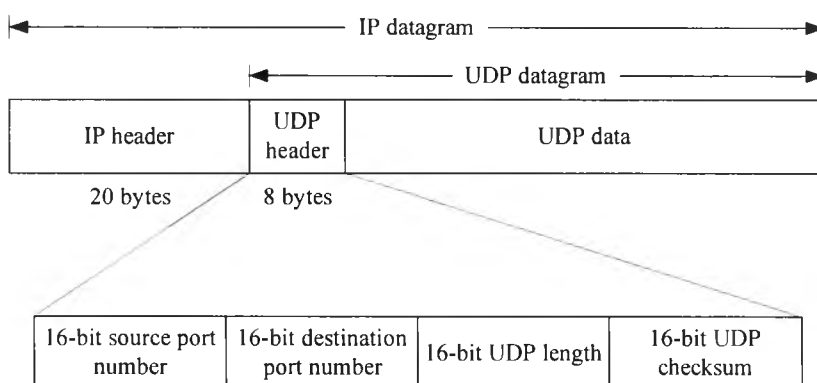 IP datagram
UDP datagram
IP header
UDP
header
UDP data
20 bytes
8 bytes
16-bit source port
number
16-bit destination
port number
16-bit UDP length
16-bit UDP
checksum